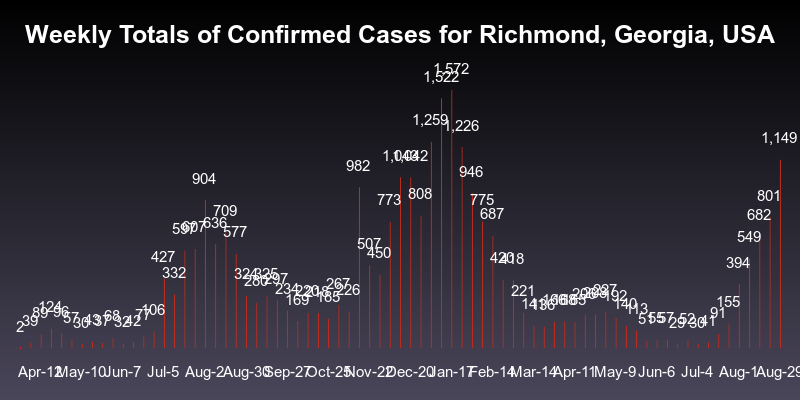 Weekly Totals of Confirmed Cases for Richmond, Georgia, USA
2 39 89 124 96 57 30 43 37 68 32 42 77 106 427 332 597 607 904 636 709 577 324 280 325 297 234 169 220 218 185 267 226 982 507 450 773 1,043 1,042 808 1,259 1,522 1,572 1,226 946 775 687 420 418 221 141 136 168 155 549 682 801 1,149
192 140 113 51 55 57 29 52 30 41 91 394
Apr-12 May-10 Jun-7 Jul-5 Aug-2 Aug-30 Sep-27 Oct-25 Nov-22 Dec-20 Jan-17 Feb-14 Mar-14 Apr-11 May-9 Jun-6 Jul-4 Aug-1 Aug-29